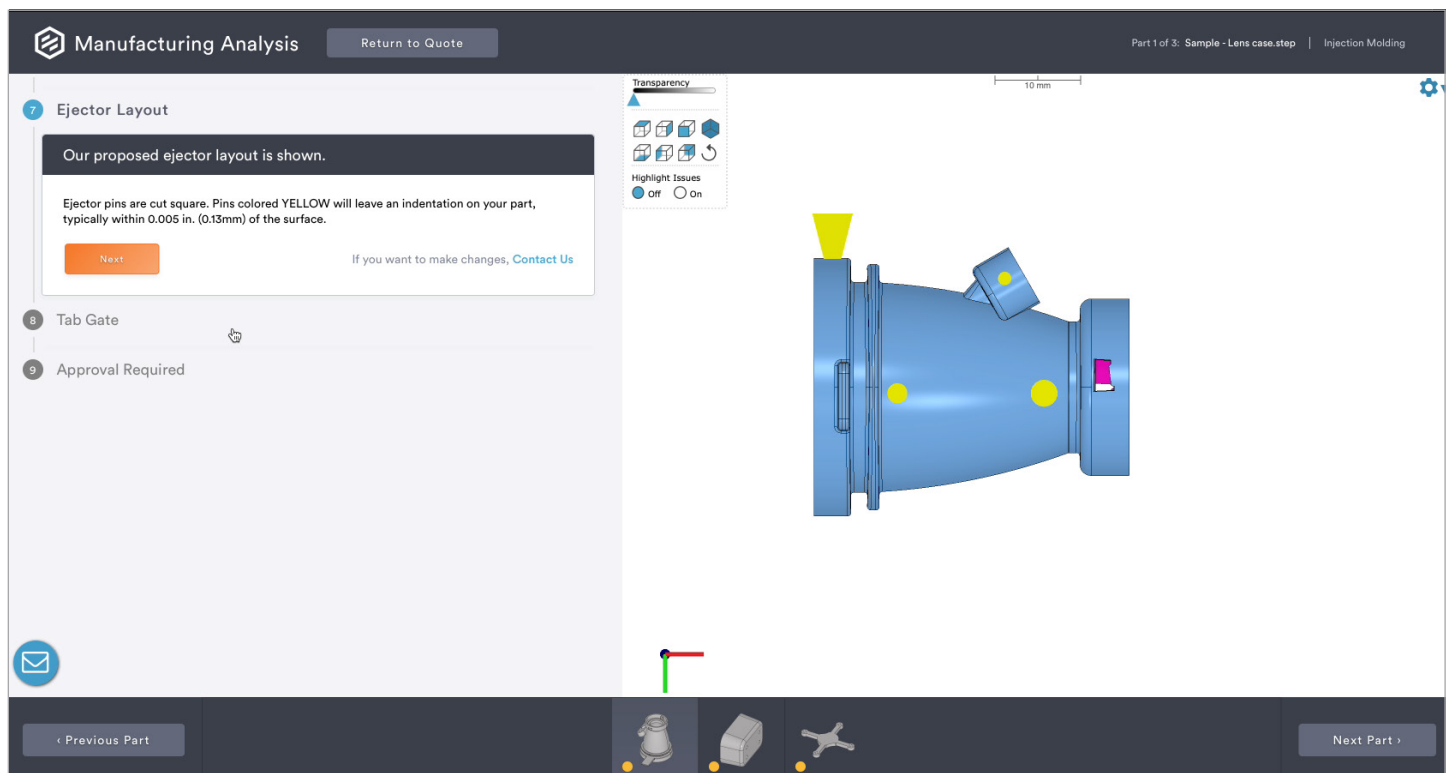 Manufacturing Analysis
Return to Quote
Part 1 of 3: Sample - Lens case.step | Injection Molding
7 Ejector Layout
Our proposed ejector layout is shown.
Ejector pins are cut square. Pins colored YELLOW will leave an indentation on your part,
typically within 0.005 in. (0.13mm) of the surface.
Next
If you want to make changes, Contact Us
8 Tab Gate
9 Approval Required
Transparency
Highlight Issues
Off On
10 mm
‹ Previous Part
Next Part ›